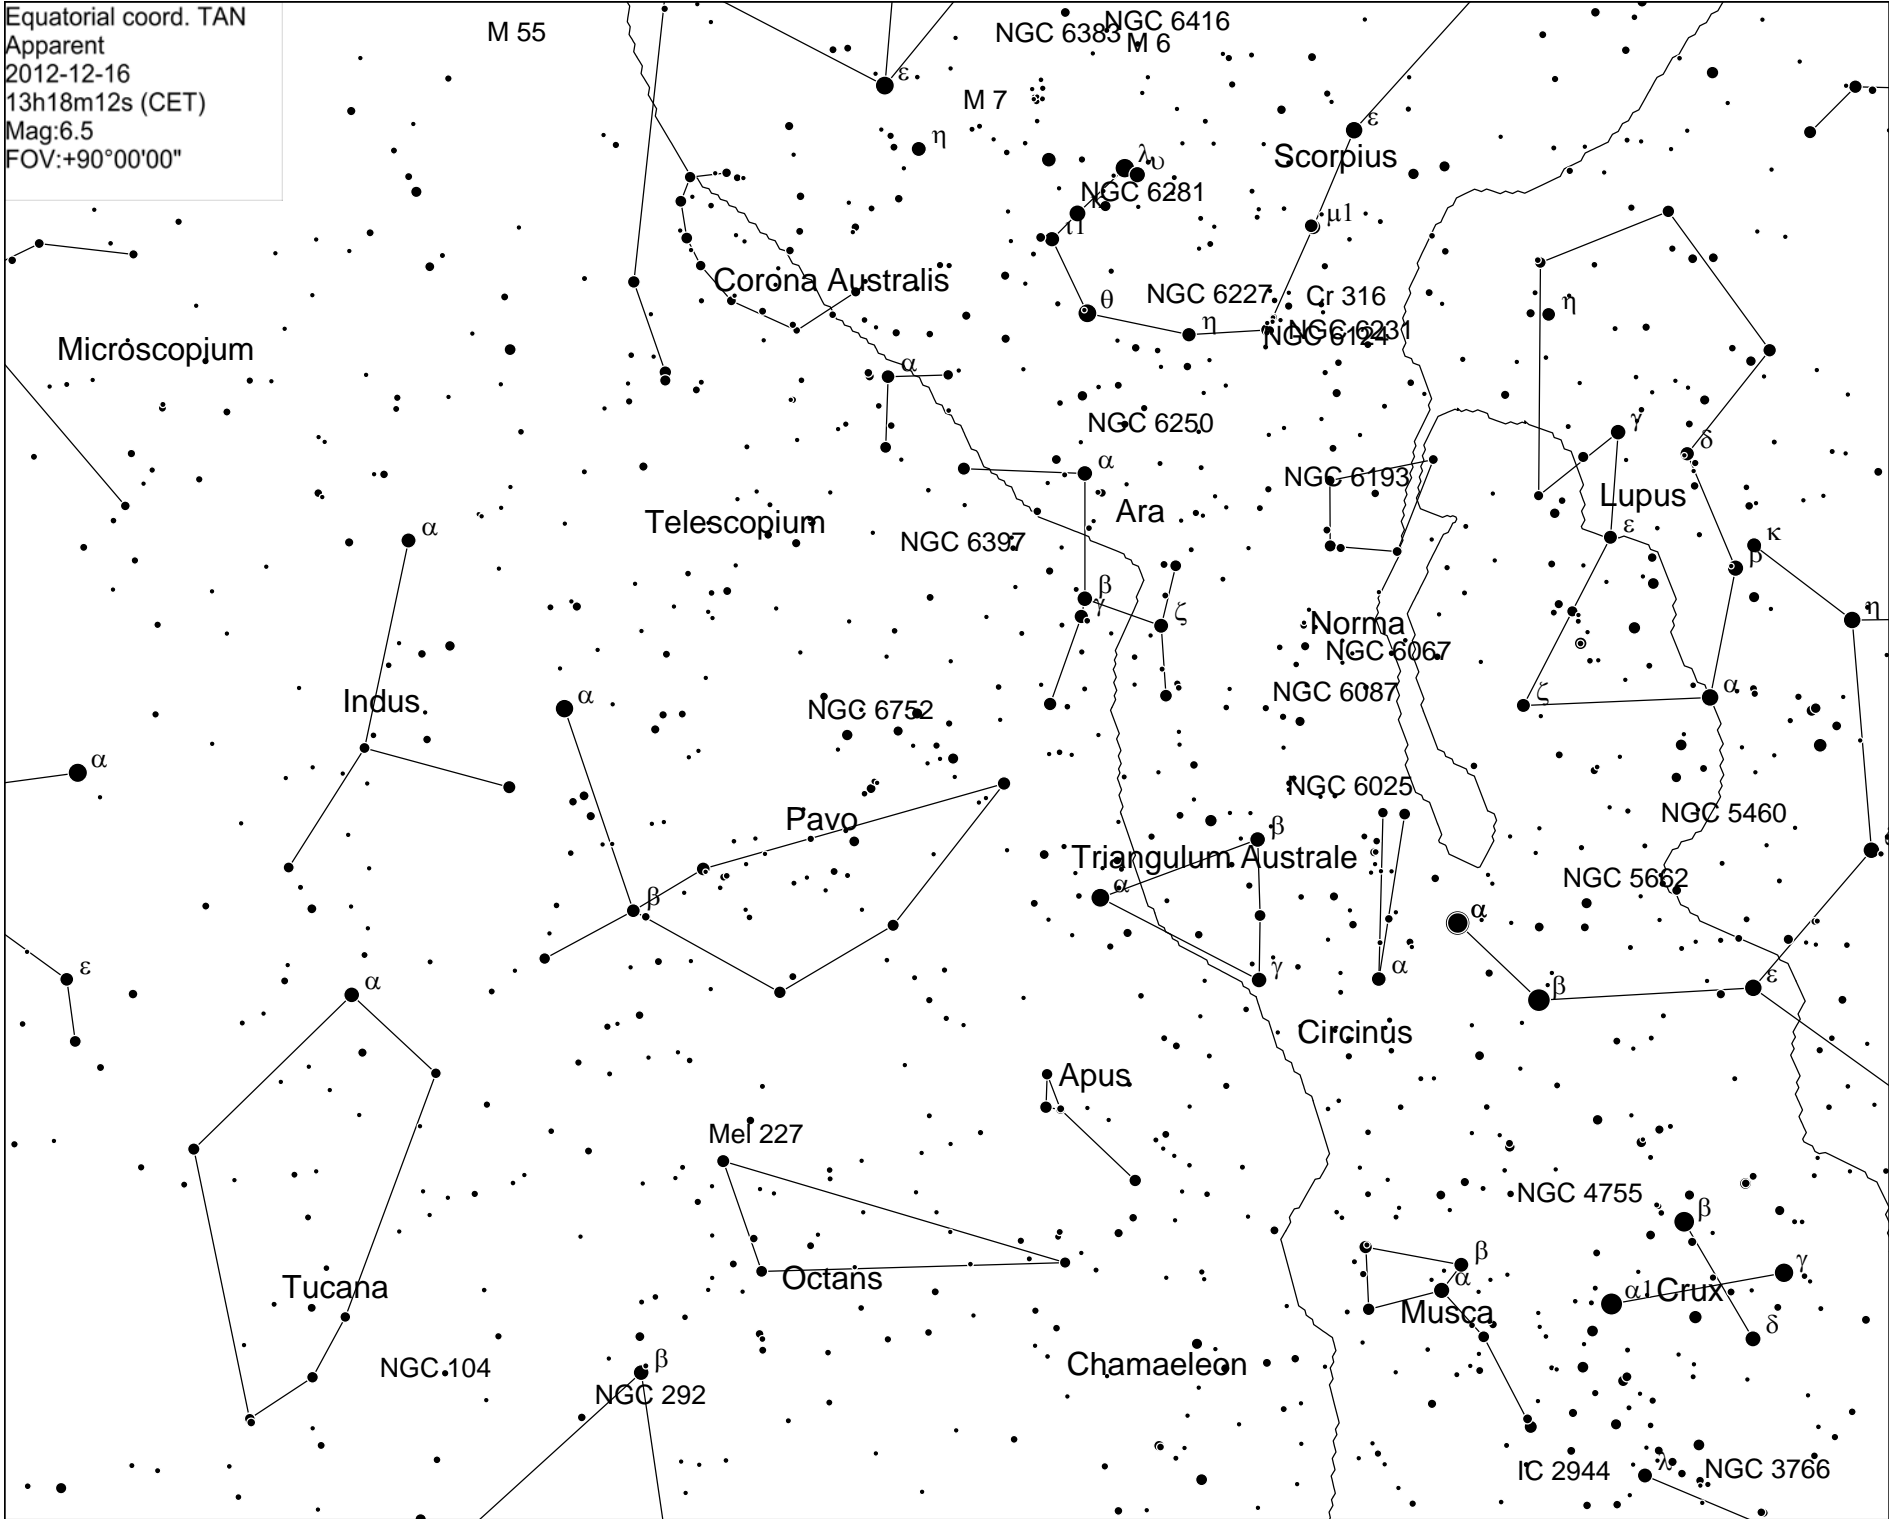 Equatorial coord. TAN
Apparent
2012-12-16
13h18m12s (CET)
Mag:6.5
FOV:+90°00'00"
M 55
NGC 6383
NGC 6416
M 6
ε
M 7
η
ε
Scorpius
λ
υ
NGC 6281
κ
ι1
μ1
Corona Australis
θ
NGC 6227
Cr 316
η
NGC 6231
NGC 6124
η
Microscopium
α
NGC 6250
γ
δ
α
NGC 6193
Lupus
Ara
Telescopium
α
NGC 6397
ε
κ
β
β
γ
ζ
η
Norma
NGC 6067
Indus
α
NGC 6752
NGC 6087
ζ
α
α
NGC 6025
Pavo
NGC 5460
β
Triangulum Australe
α
NGC 5662
β
α
ε
α
γ
α
β
ε
Circinus
Apus
Mel 227
NGC 4755
β
β
γ
α
Octans
Tucana
α1
Crux
Musca
δ
β
NGC 104
Chamaeleon
NGC 292
IC 2944
λ
NGC 3766